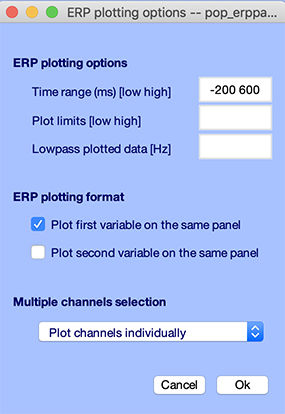 ERP plotting options -- pop_erppa...
ERP plotting options
Time range (ms) [low high] -200 600
Plot limits [low high]
Lowpass plotted data [Hz]
ERP plotting format
Plot first variable on the same panel
Plot second variable on the same panel
Multiple channels selection
Plot channels individually
Cancel Ok